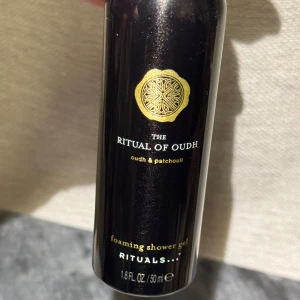 THE
RITUAL OF OUDH
oudh & patchouli
foaming shower gel
RITUALS...
1.6 FL. OZ. / 50 ml ℮